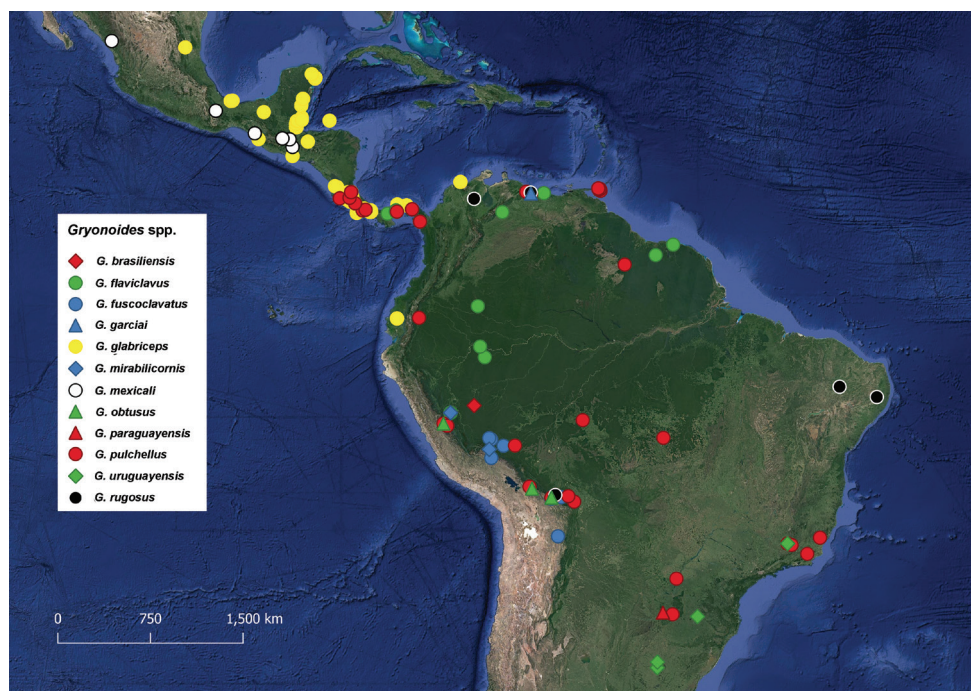 Gryonoides spp.
G. brasiliensis
G. flaviclavus
G. fuscoclavatus
G. garciai
G. glabriceps
G. mirabilicornis
G. mexicali
G. obtusus
G. paraguayensis
G. pulchellus
G. uruguayensis
G. rugosus
0 750 1,500 km